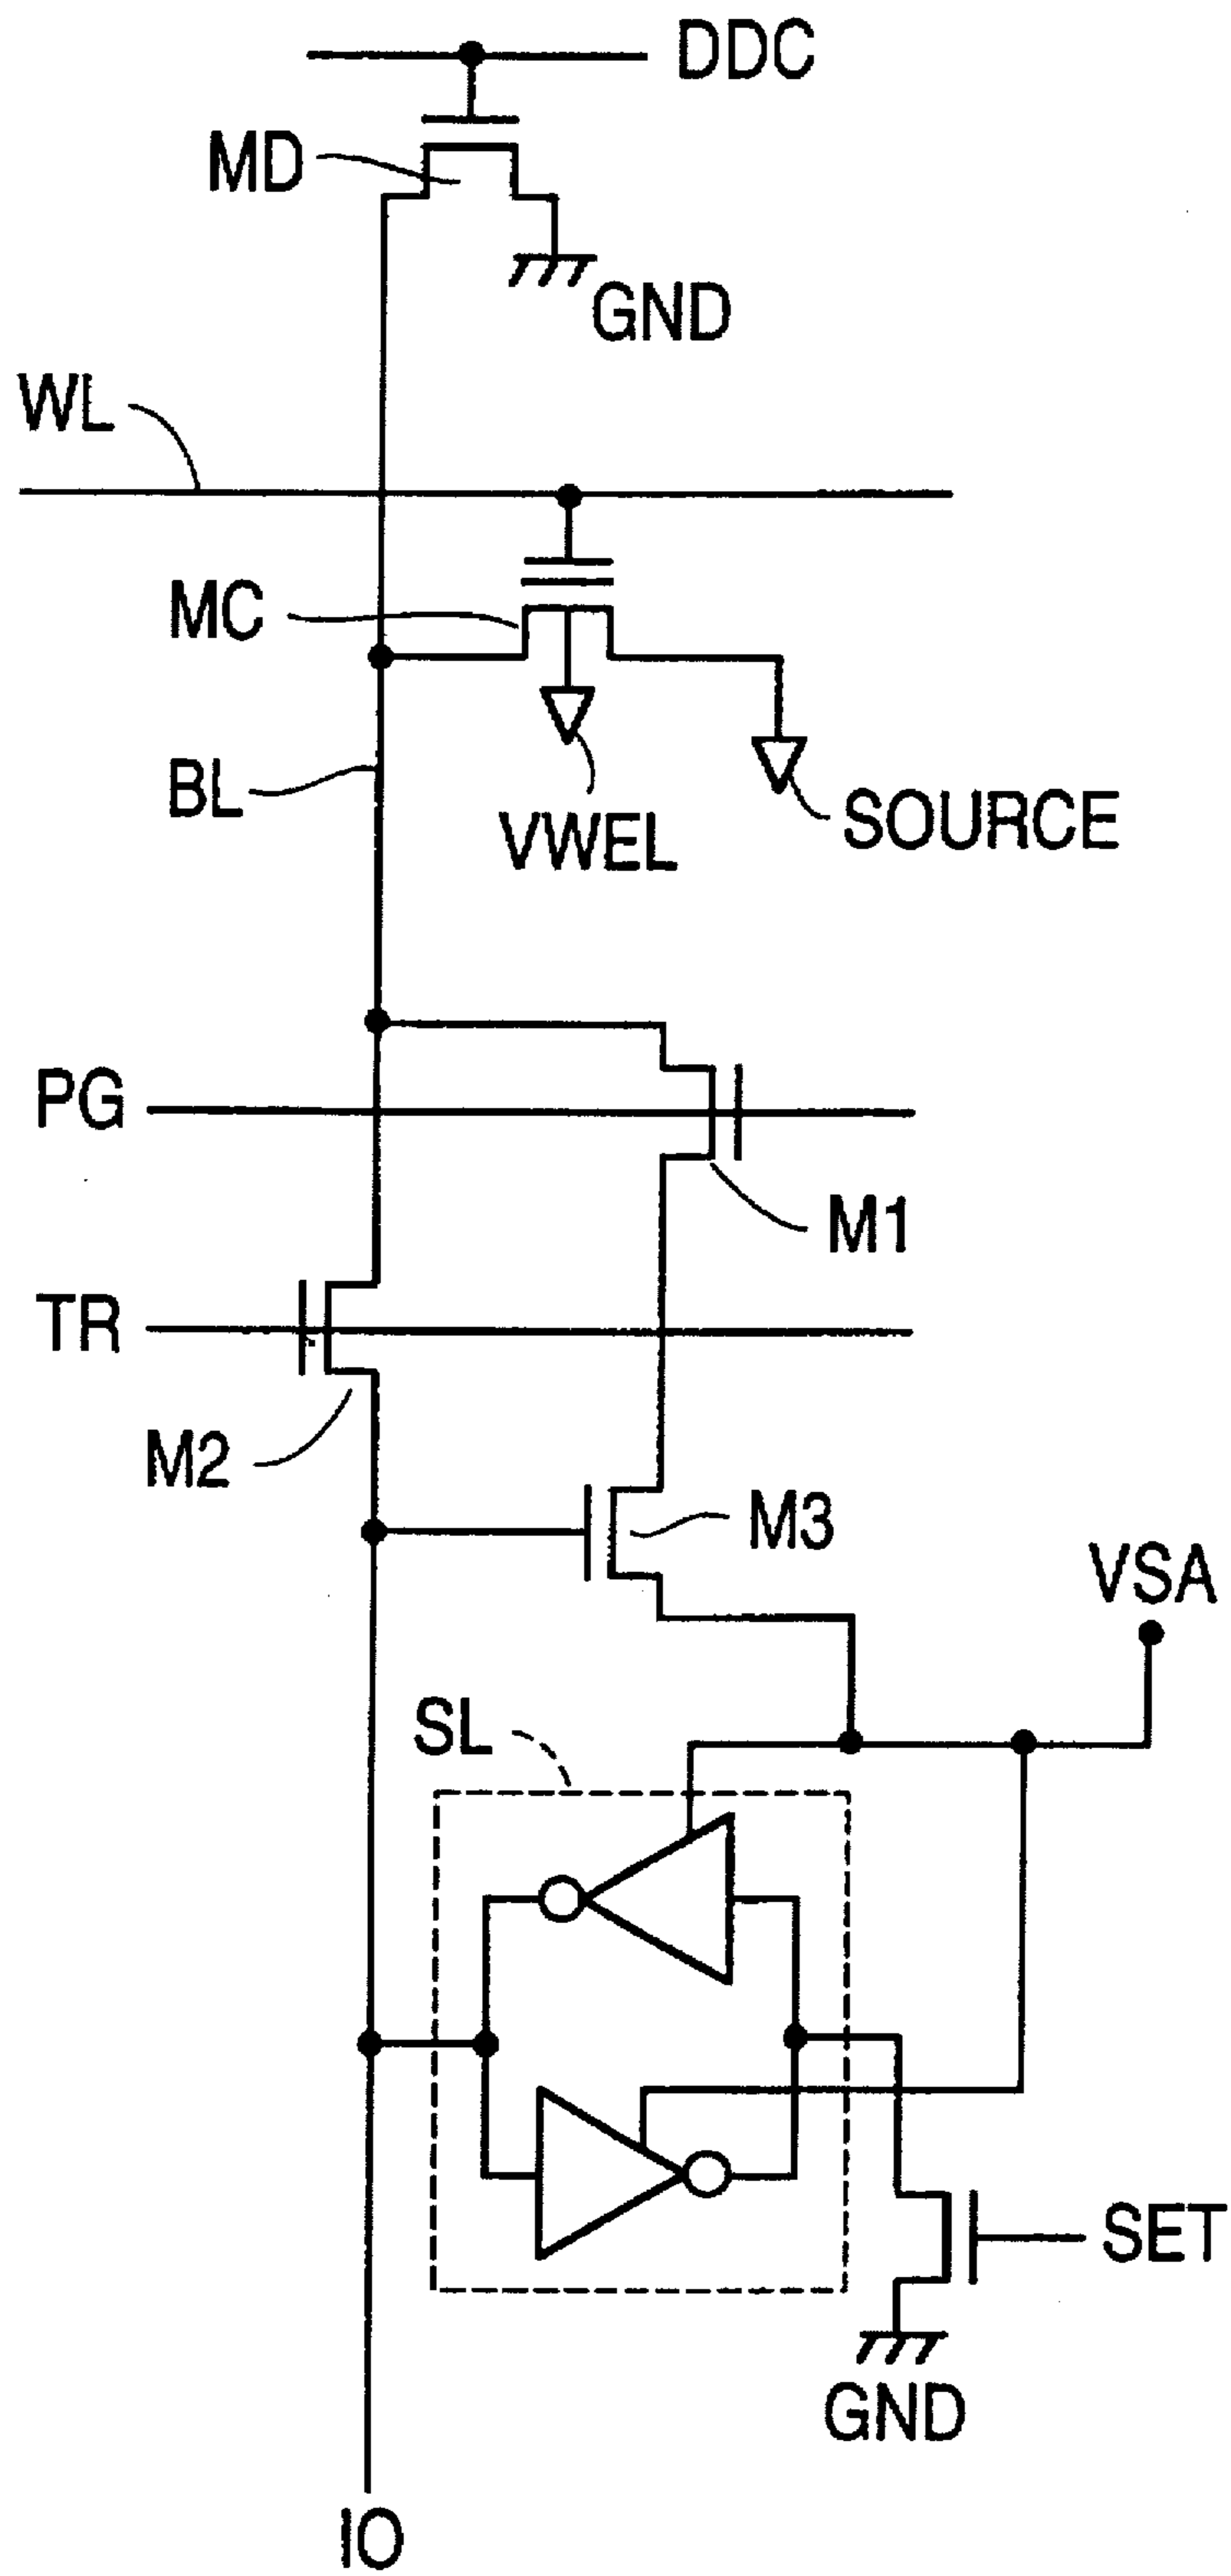 DDC
MD
GND
WL
MC
BL
VWEL
SOURCE
PG
M1
TR
M2
M3
VSA
SL
SET
GND
IO